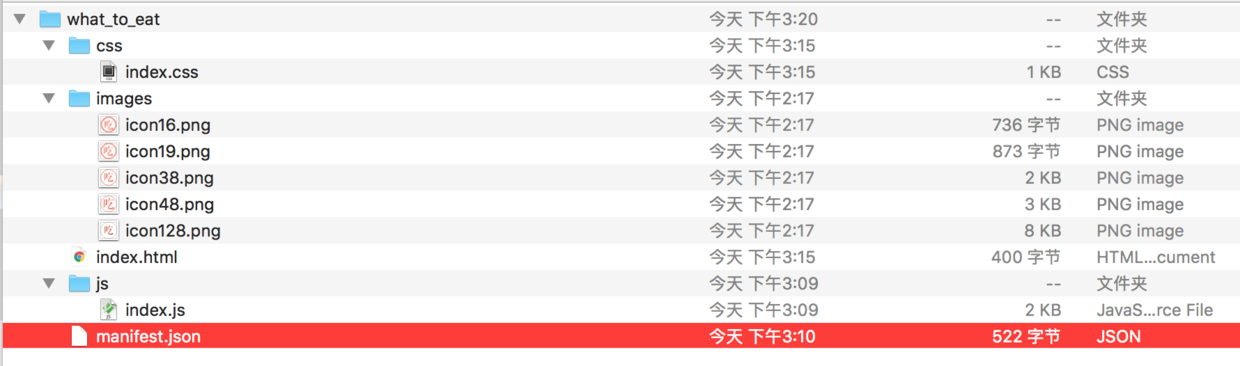 what_to_eat 今天 下午3:20 -- 文件夹
css 今天 下午3:15 -- 文件夹
index.css 今天 下午3:15 1 KB CSS
images 今天 下午2:17 -- 文件夹
icon16.png 今天 下午2:17 736 字节 PNG image
icon19.png 今天 下午2:17 873 字节 PNG image
icon38.png 今天 下午2:17 2 KB PNG image
icon48.png 今天 下午2:17 3 KB PNG image
icon128.png 今天 下午2:17 8 KB PNG image
index.html 今天 下午3:15 400 字节 HTML...cument
js 今天 下午3:09 -- 文件夹
index.js 今天 下午3:09 2 KB JavaS...rce File
manifest.json 今天 下午3:10 522 字节 JSON